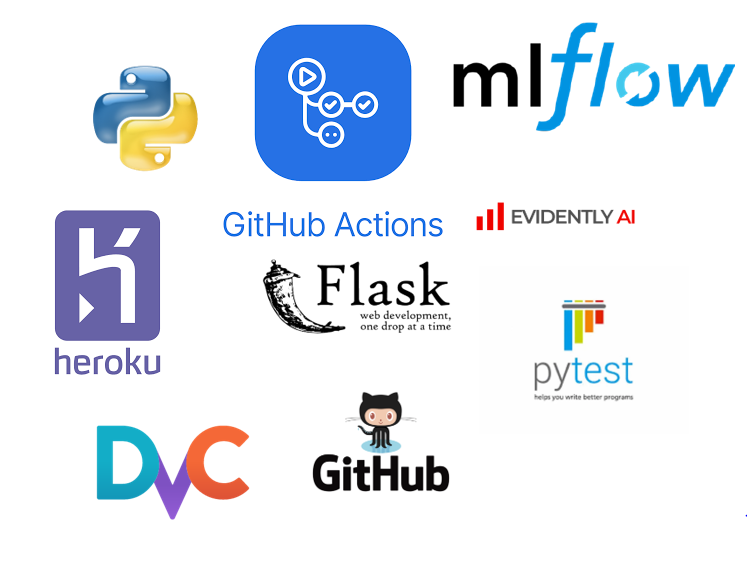 mlflow
GitHub Actions
EVIDENTLY AI
heroku
Flask
web development,
one drop at a time
pytest
helps you write better programs
DVC
GitHub